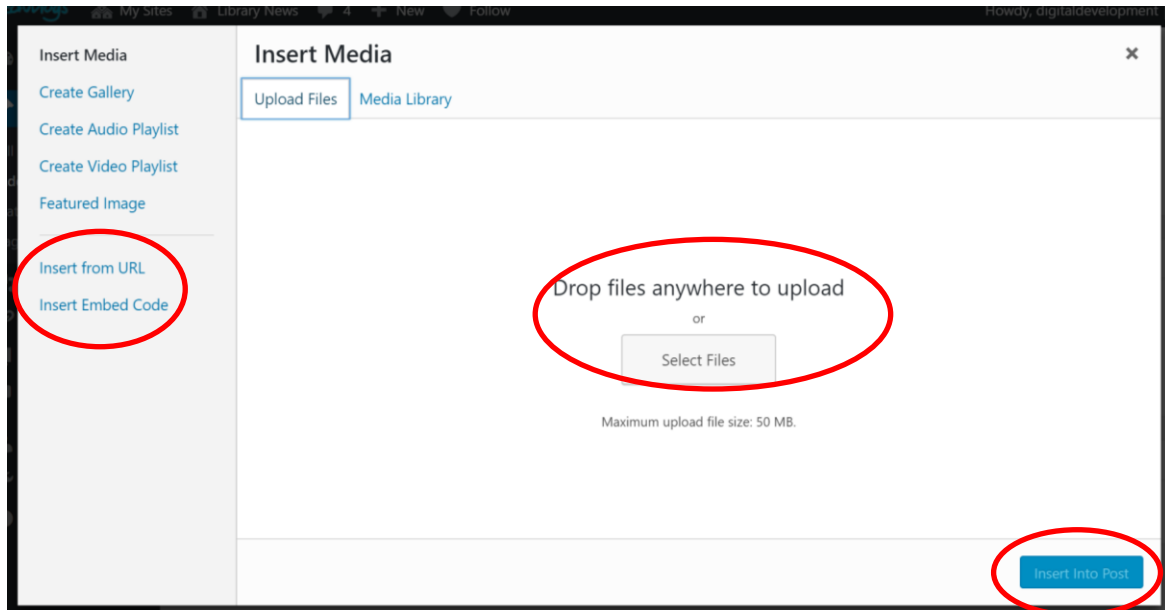 My Sites Library News 4 New Follow Howdy, digitaldevelopment
Insert Media
Create Gallery
Create Audio Playlist
Create Video Playlist
Featured Image
Insert from URL
Insert Embed Code
Insert Media
Upload Files Media Library
Drop files anywhere to upload
or
Select Files
Maximum upload file size: 50 MB.
Insert Into Post